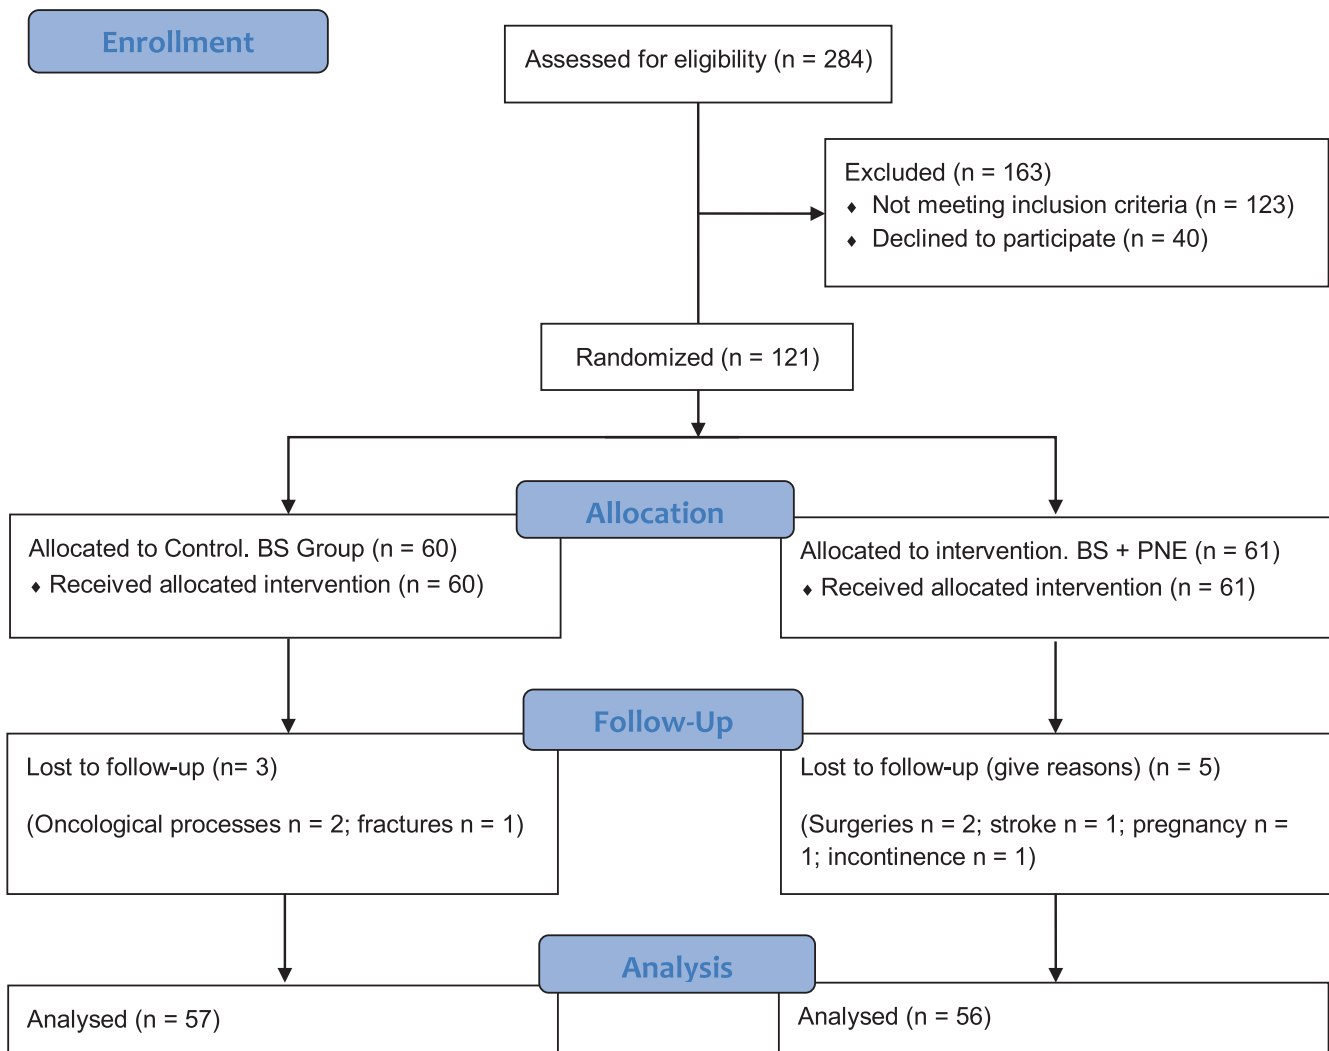 Enrollment
Assessed for eligibility (n = 284)
Excluded (n = 163)
♦ Not meeting inclusion criteria (n = 123)
♦ Declined to participate (n = 40)
Randomized (n = 121)
Allocation
Allocated to Control. BS Group (n = 60)
♦ Received allocated intervention (n = 60)
Allocated to intervention. BS + PNE (n = 61)
♦ Received allocated intervention (n = 61)
Follow-Up
Lost to follow-up (n= 3)
(Oncological processes n = 2; fractures n = 1)
Lost to follow-up (give reasons) (n = 5)
(Surgeries n = 2; stroke n = 1; pregnancy n =
1; incontinence n = 1)
Analysis
Analysed (n = 57)
Analysed (n = 56)